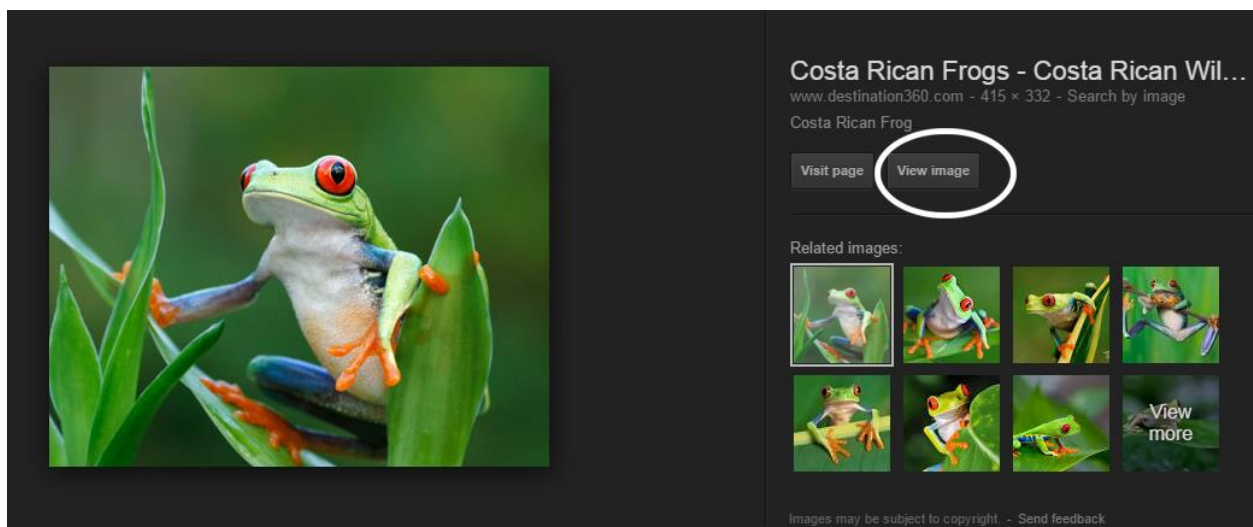 Costa Rican Frogs - Costa Rican Wil...
www.destination360.com - 415 × 332 - Search by image
Costa Rican Frog
Visit page
View image
Related images:
View
more
Images may be subject to copyright. - Send feedback